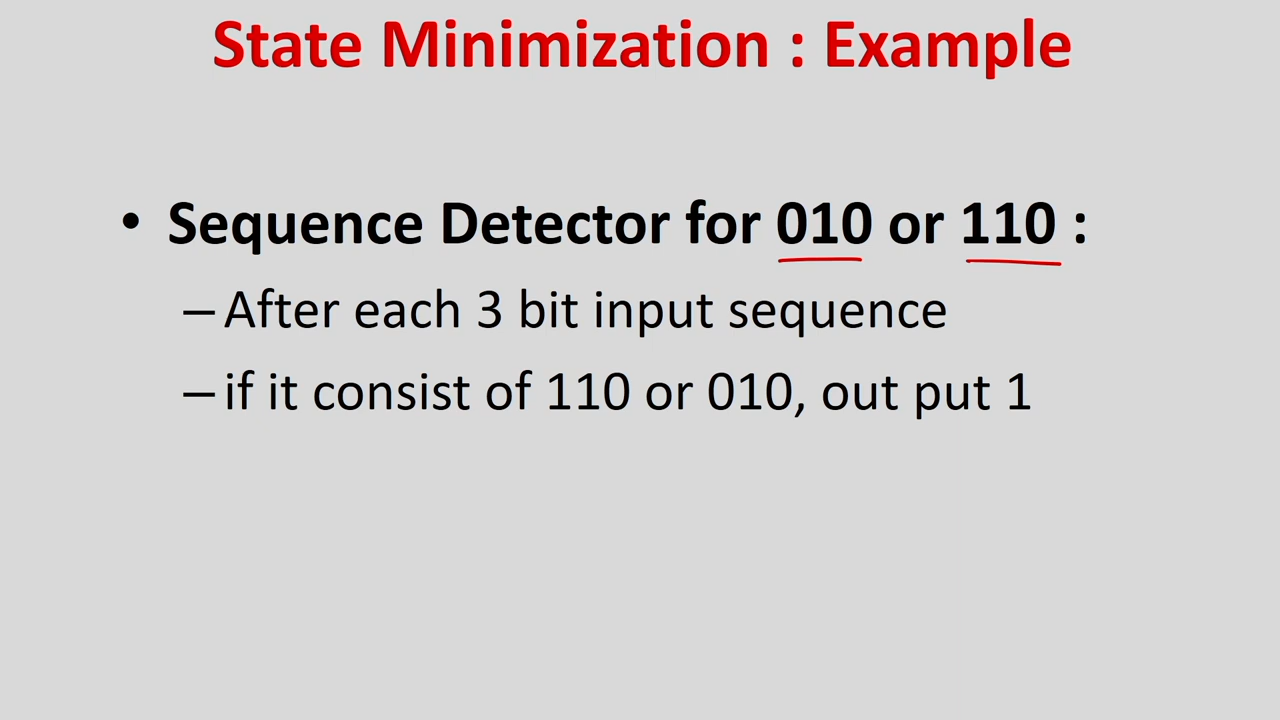 State Minimization : Example
• Sequence Detector for 010 or 110 :
– After each 3 bit input sequence
– if it consist of 110 or 010, out put 1